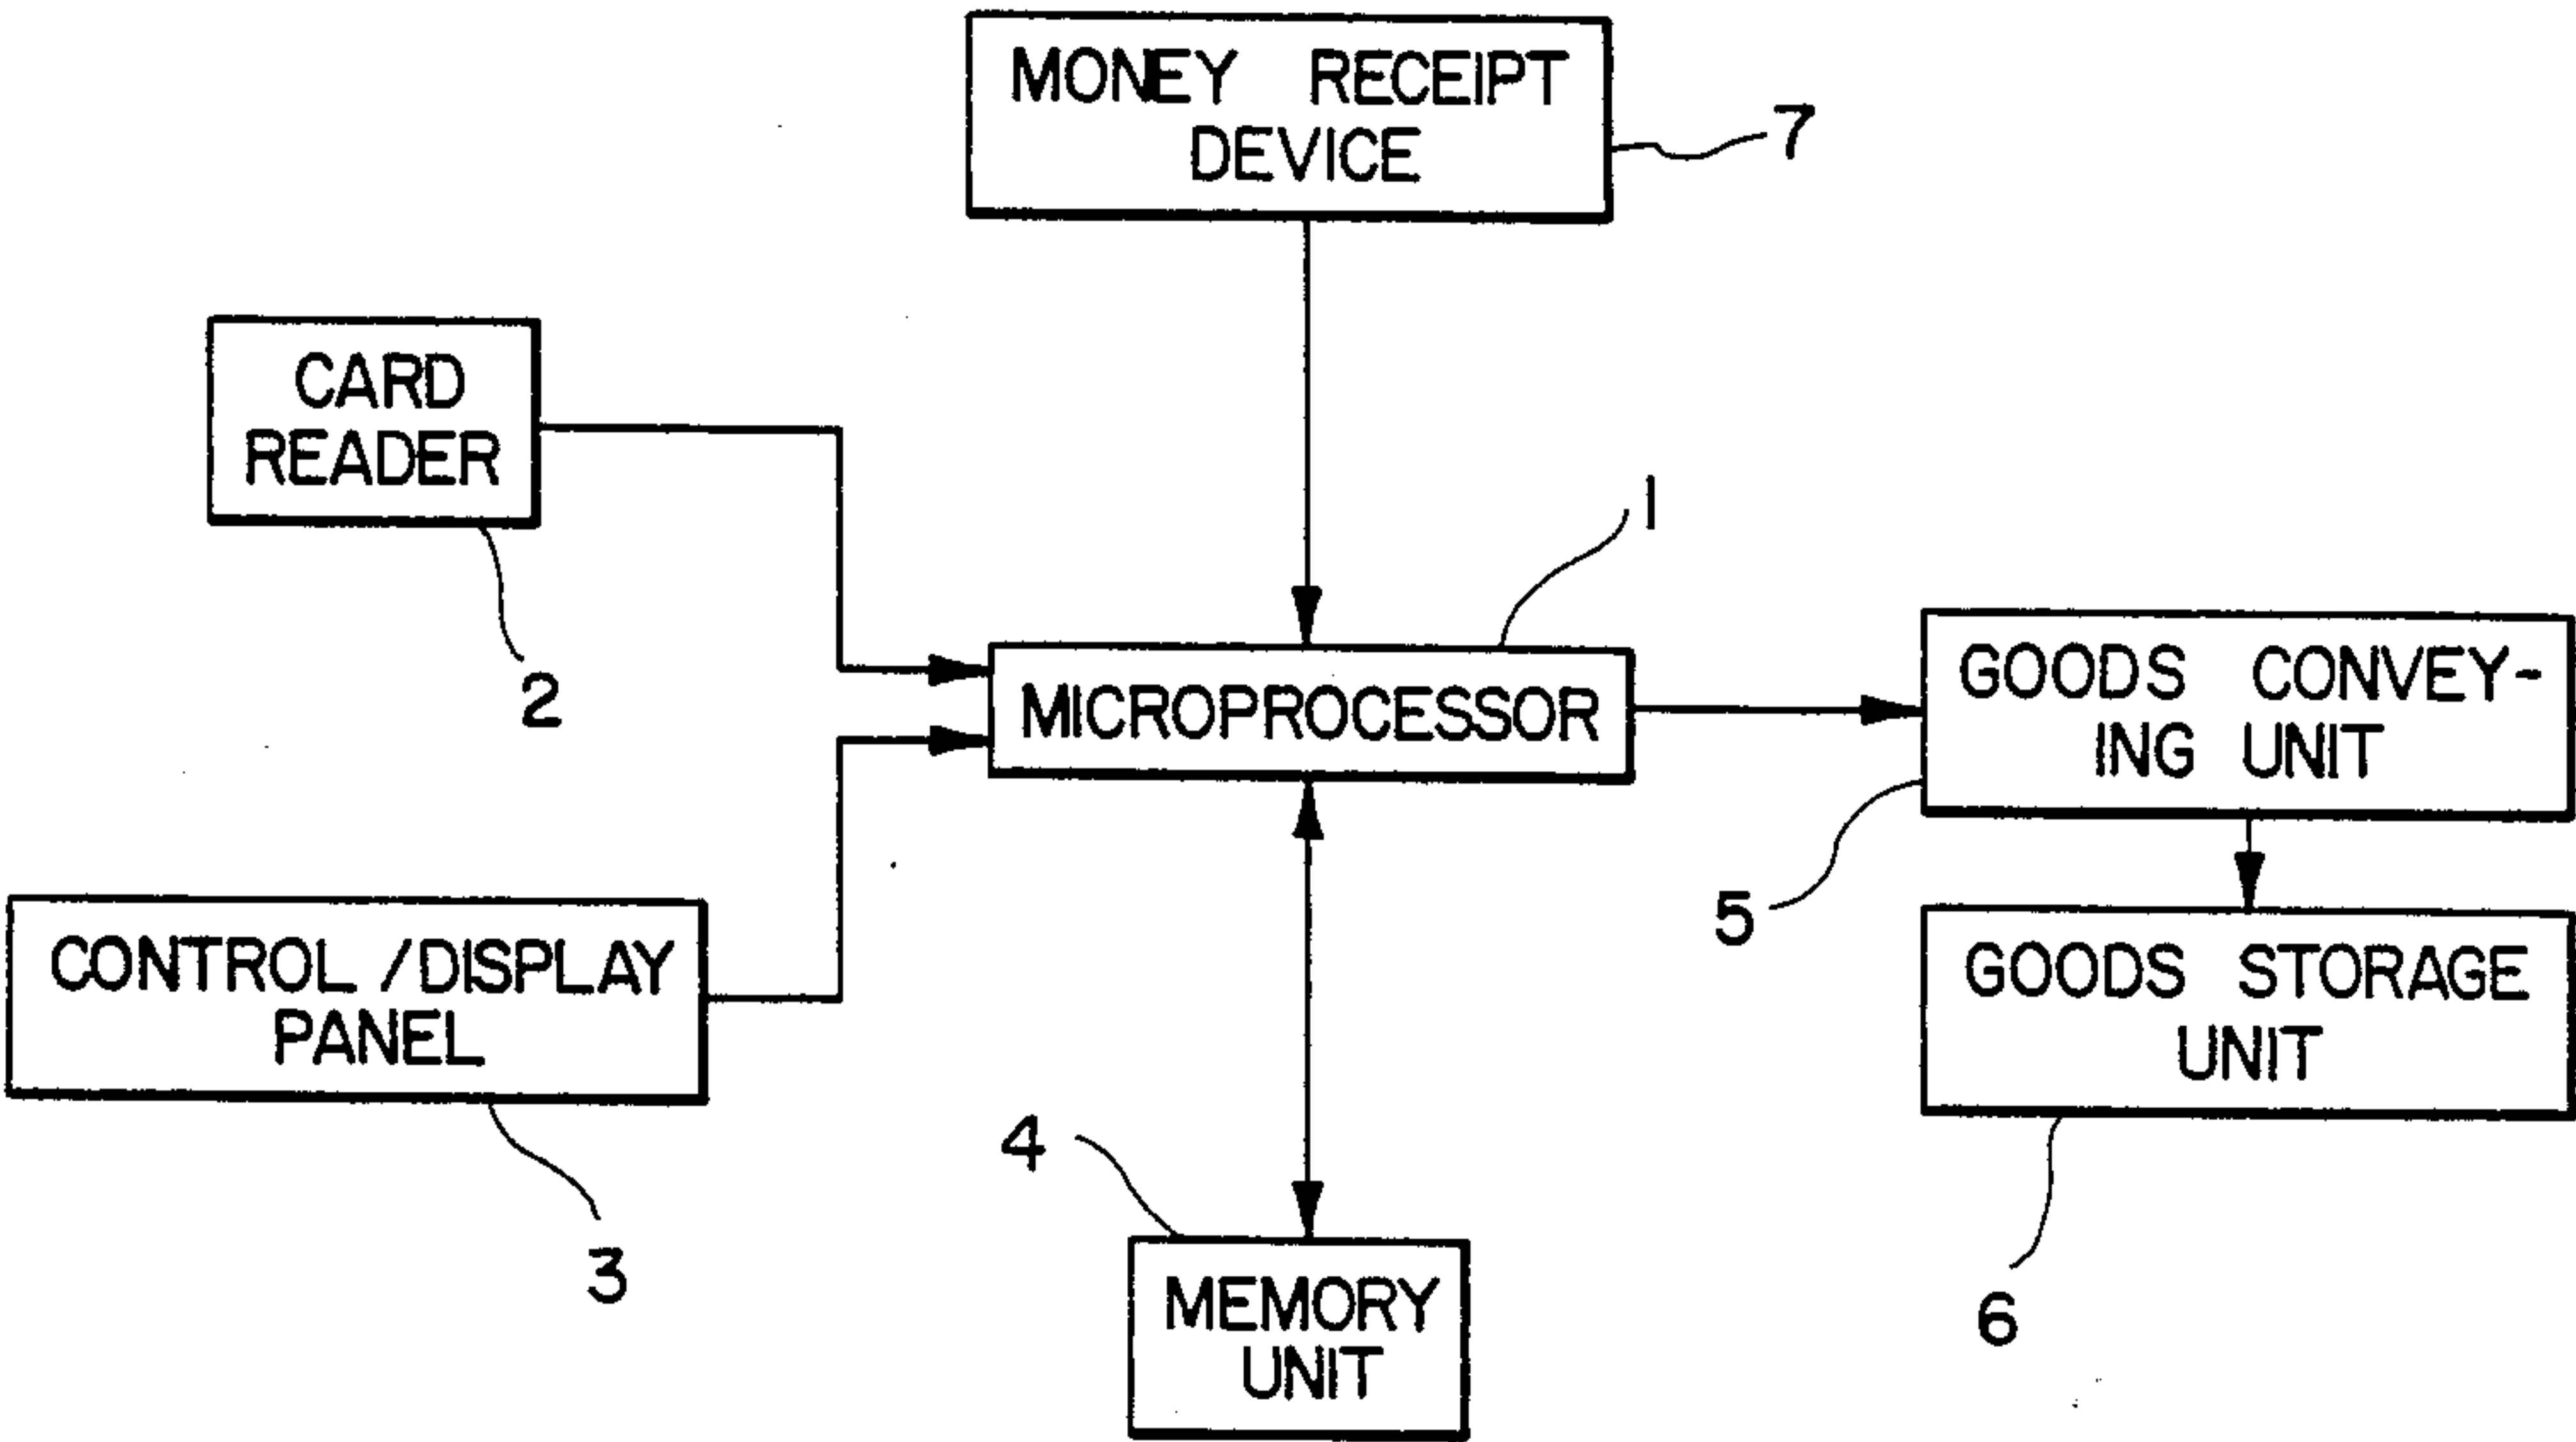 MONEY RECEIPT
DEVICE
7
CARD
READER
2
1
MICROPROCESSOR
GOODS CONVEY-
ING UNIT
5
CONTROL/DISPLAY
PANEL
3
GOODS STORAGE
UNIT
6
4
MEMORY
UNIT